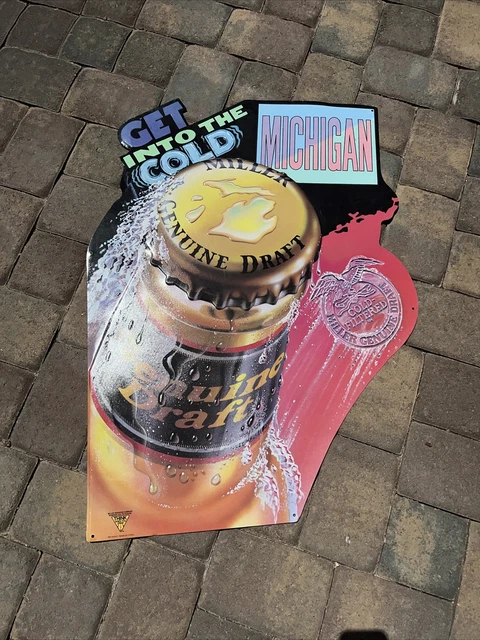 GET
INTO THE
COLD
MICHIGAN
MILLER
GENUINE DRAFT
COLD
FILTERED
MILLER GENUINE DRAFT
Genuine
Draft